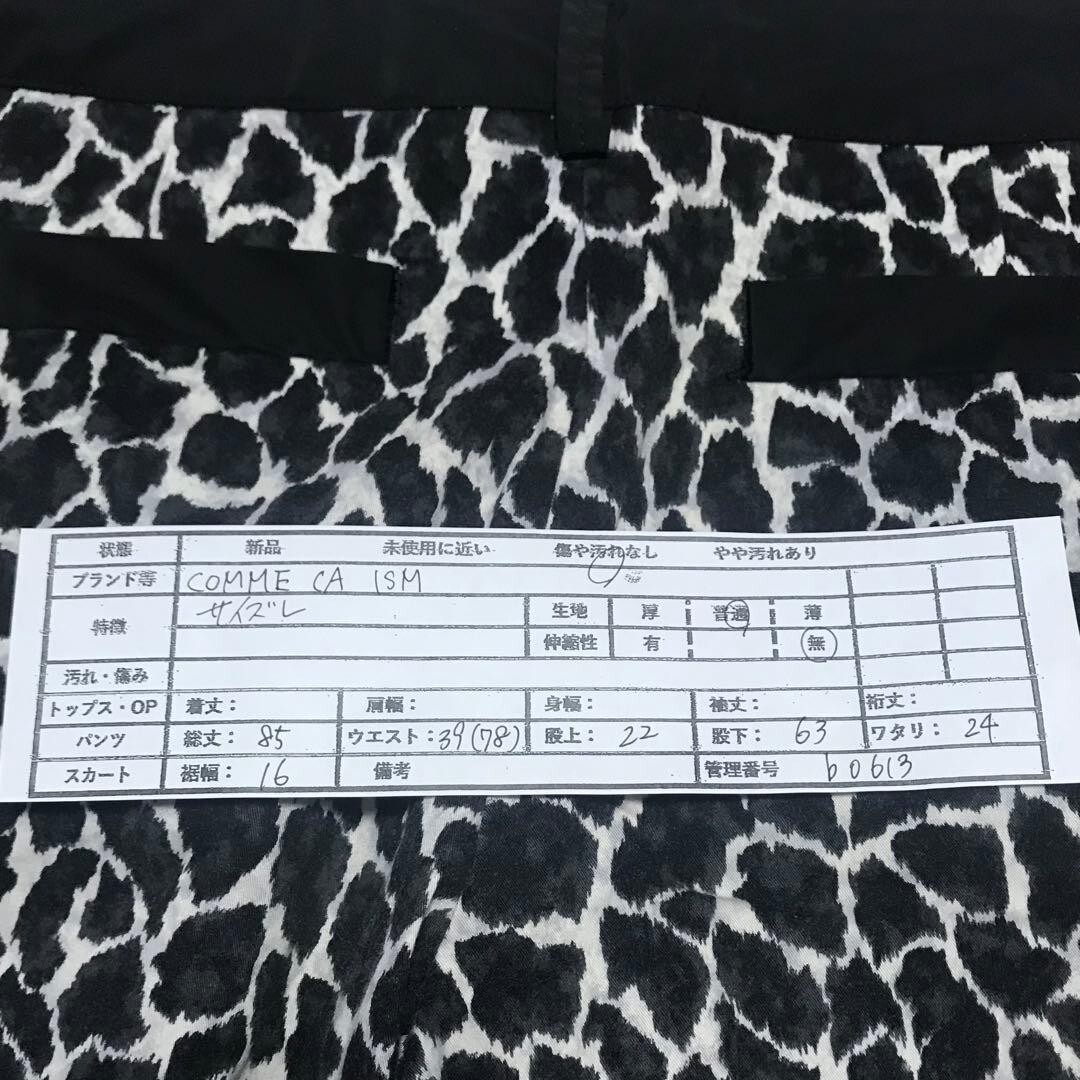 状態 新品 未使用に近い 傷や汚れなし やや汚れあり
ブランド等 COMME CA ISM
特徴 サイズL 生地 厚 普通 薄
伸縮性 有 無
汚れ・傷み
トップス・OP 着丈: 肩幅: 身幅: 袖丈: 裄丈:
パンツ 総丈: 85 ウエスト: 39(78) 股上: 22 股下: 63 ワタリ: 24
スカート 裾幅: 16 備考 管理番号 b0613